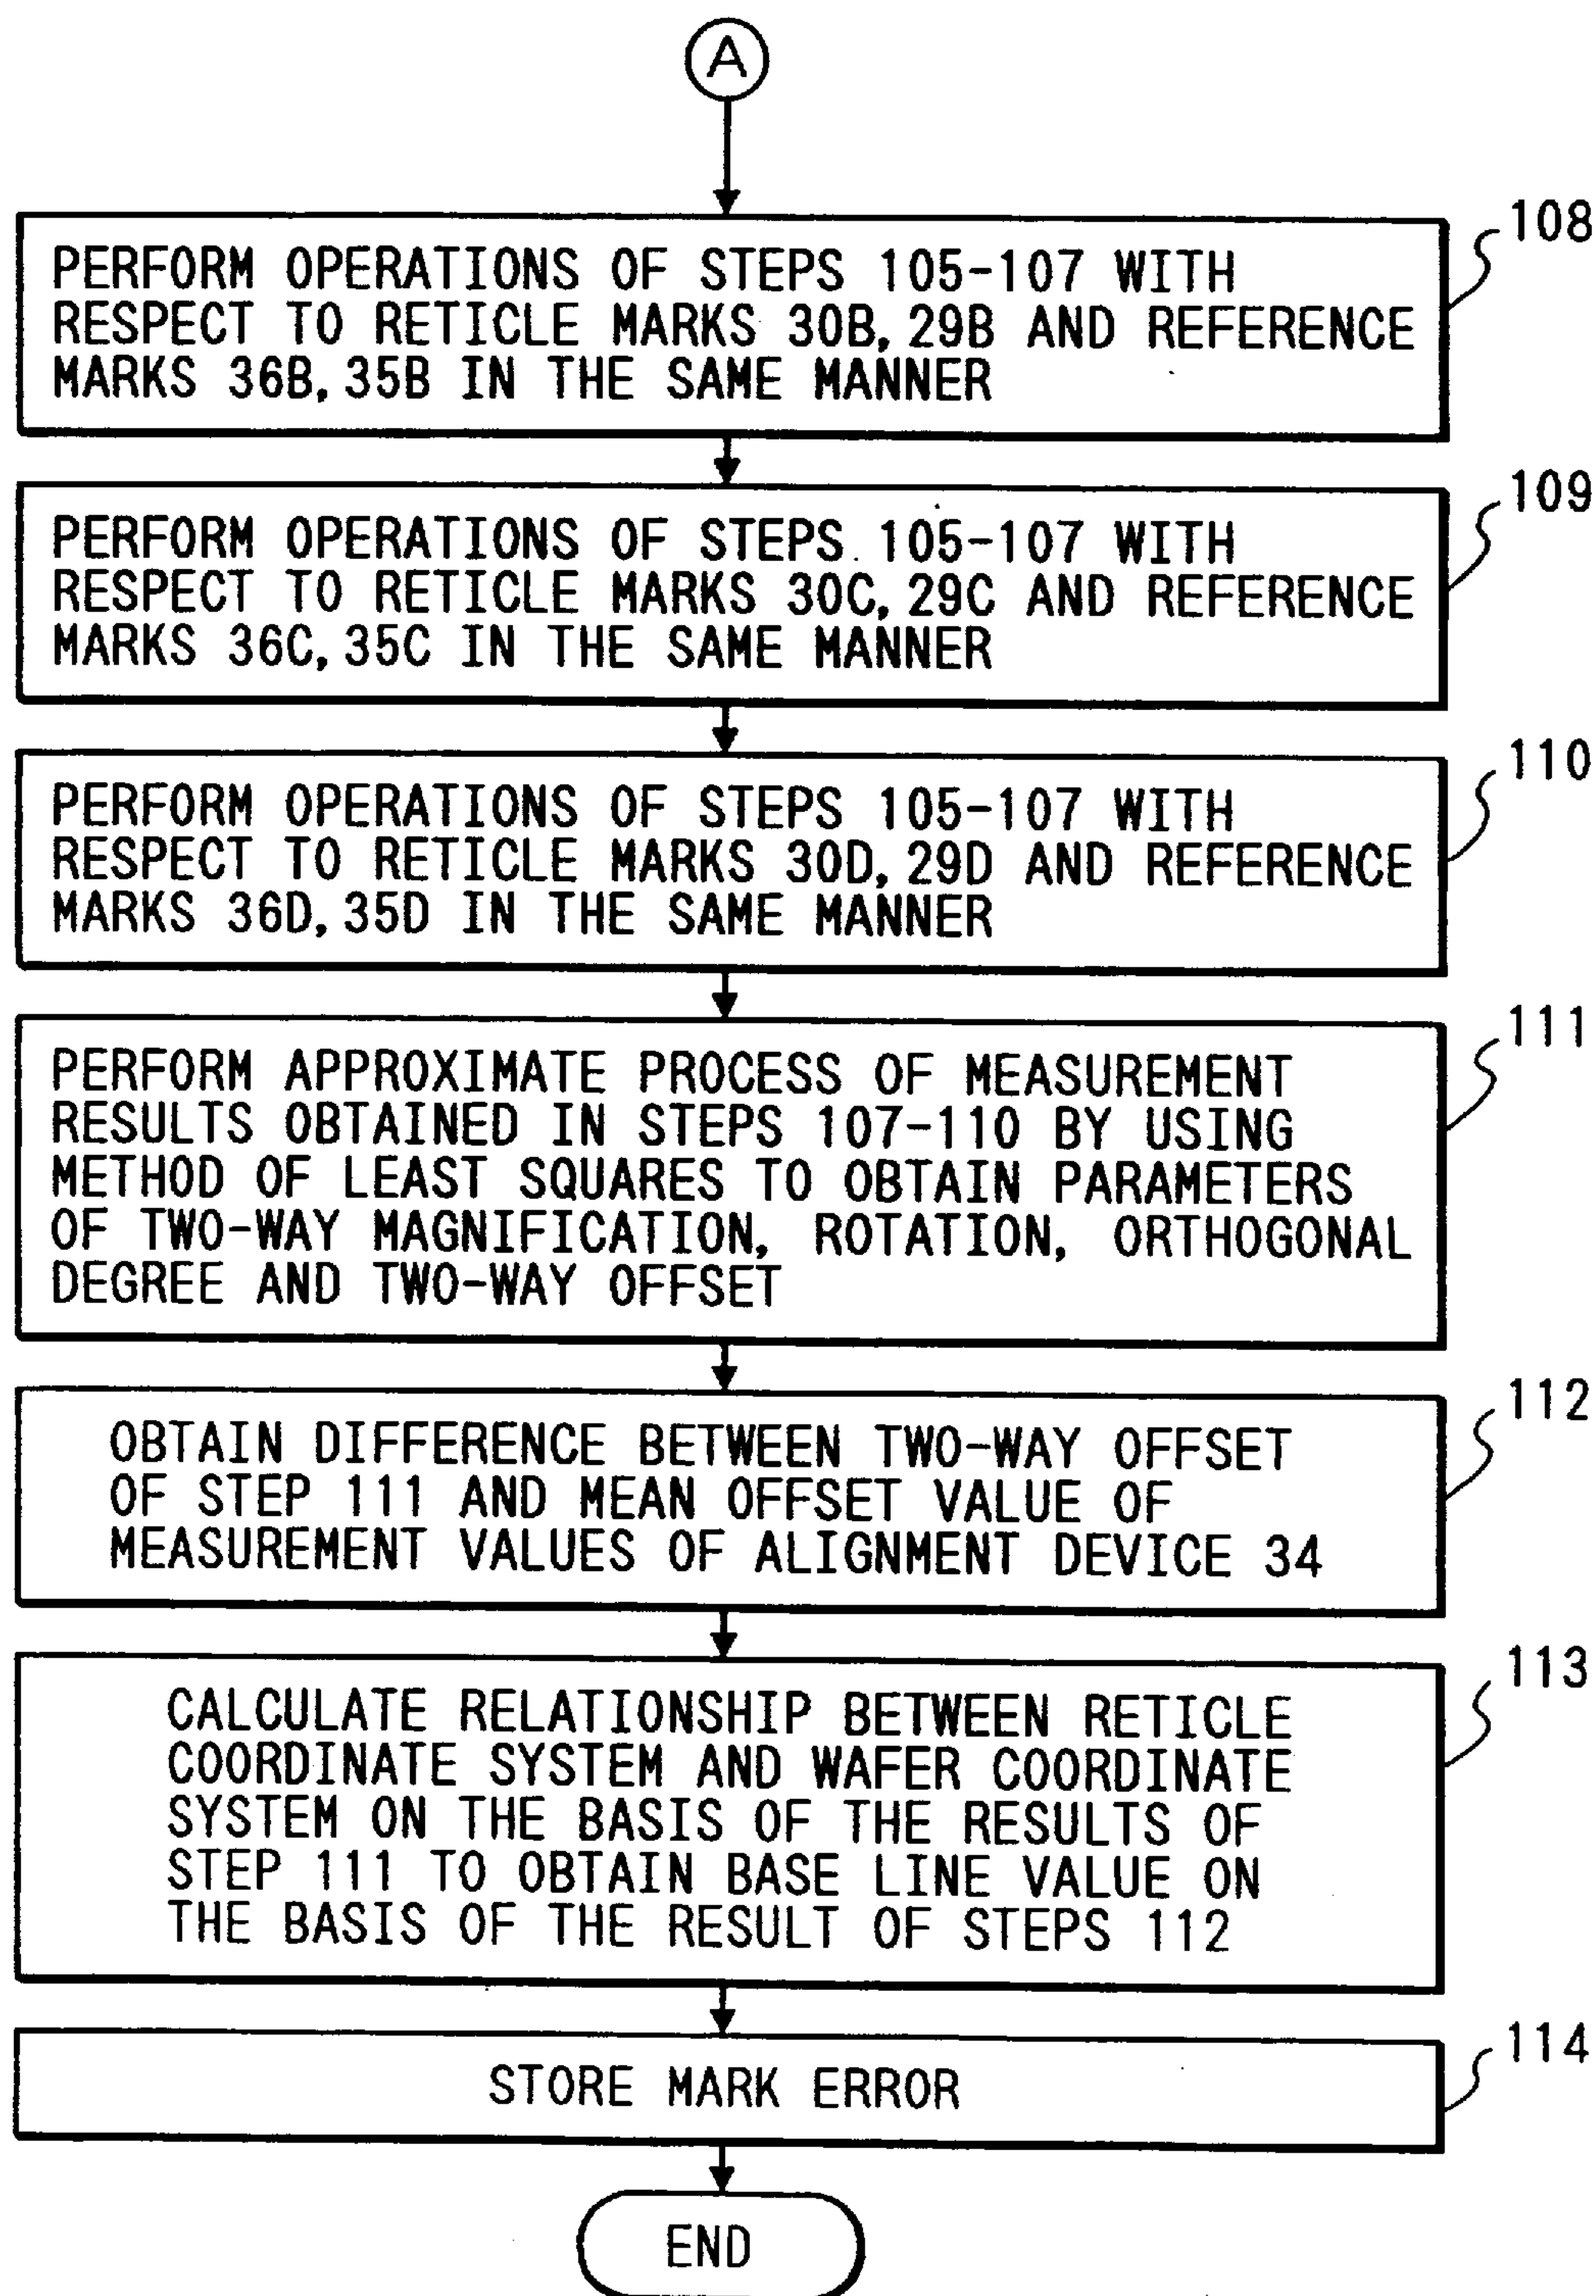 A
108
PERFORM OPERATIONS OF STEPS 105-107 WITH
RESPECT TO RETICLE MARKS 30B, 29B AND REFERENCE
MARKS 36B, 35B IN THE SAME MANNER
109
PERFORM OPERATIONS OF STEPS 105-107 WITH
RESPECT TO RETICLE MARKS 30C, 29C AND REFERENCE
MARKS 36C, 35C IN THE SAME MANNER
110
PERFORM OPERATIONS OF STEPS 105-107 WITH
RESPECT TO RETICLE MARKS 30D, 29D AND REFERENCE
MARKS 36D, 35D IN THE SAME MANNER
111
PERFORM APPROXIMATE PROCESS OF MEASUREMENT
RESULTS OBTAINED IN STEPS 107-110 BY USING
METHOD OF LEAST SQUARES TO OBTAIN PARAMETERS
OF TWO-WAY MAGNIFICATION, ROTATION, ORTHOGONAL
DEGREE AND TWO-WAY OFFSET
112
OBTAIN DIFFERENCE BETWEEN TWO-WAY OFFSET
OF STEP 111 AND MEAN OFFSET VALUE OF
MEASUREMENT VALUES OF ALIGNMENT DEVICE 34
113
CALCULATE RELATIONSHIP BETWEEN RETICLE
COORDINATE SYSTEM AND WAFER COORDINATE
SYSTEM ON THE BASIS OF THE RESULTS OF
STEP 111 TO OBTAIN BASE LINE VALUE ON
THE BASIS OF THE RESULT OF STEPS 112
114
STORE MARK ERROR
END